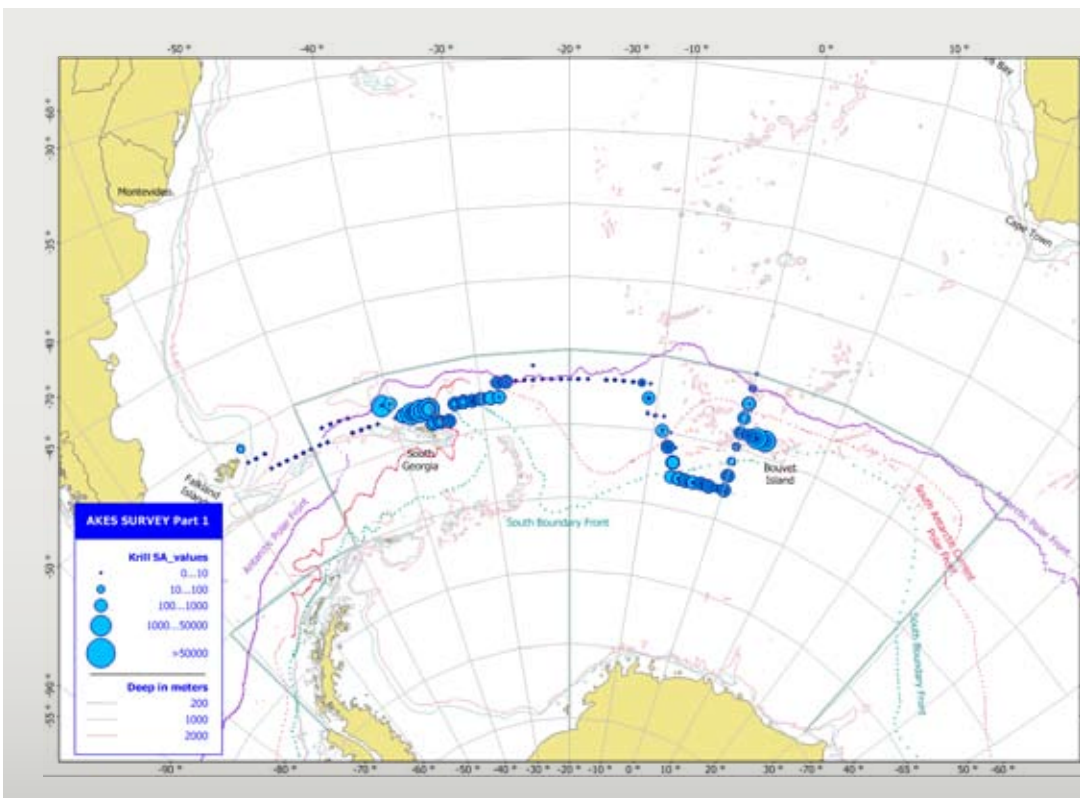 -50 °
-40 °
-30 °
-20 °
-30 °
-10 °
0 °
10 °
-60 °
-30 °
-35 °
-40 °
-70 °
-45 °
-50 °
-90 °
-55 °
Montevideo
Cape Town
Falkland
South
Georgia
Bouvet
Island
South Boundary Front
Antarctic Polar Front
Antarctic Polar Front
South Antarctic Current
Polar Front
South Boundary Front
AKES SURVEY Part 1
Krill SA_values
0...10
10...100
100...1000
1000...50000
>50000
Deep in meters
200
1000
2000
-90 °
-80 °
-70 °
-60 °
-50 °
-40 °
-30 °
-20 °
-10 °
0 °
10 °
20 °
30 °
-70 °
40 °
-65 °
50 °
-60 °